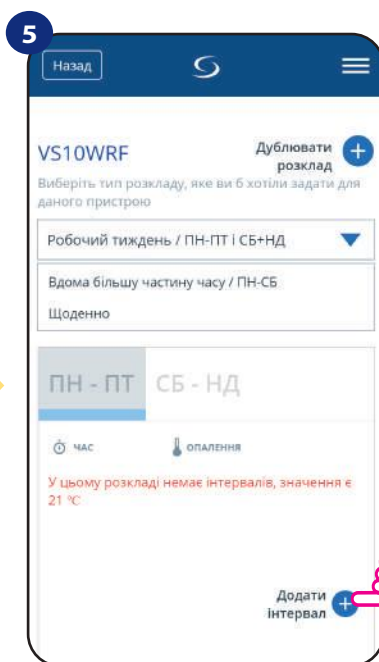 5
Назад
VS10WRF
Дублювати
розклад
Виберіть тип розкладу, яке ви б хотіли задати для
даного пристрою
Робочий тиждень / ПН-ПТ і СБ+НД
Вдома більшу частину часу / ПН-СБ
Щоденно
ПН - ПТ СБ - НД
ЧАС ОПАЛЕННЯ
У цьому розкладі немає інтервалів, значення є
21 °C
Додати
інтервал